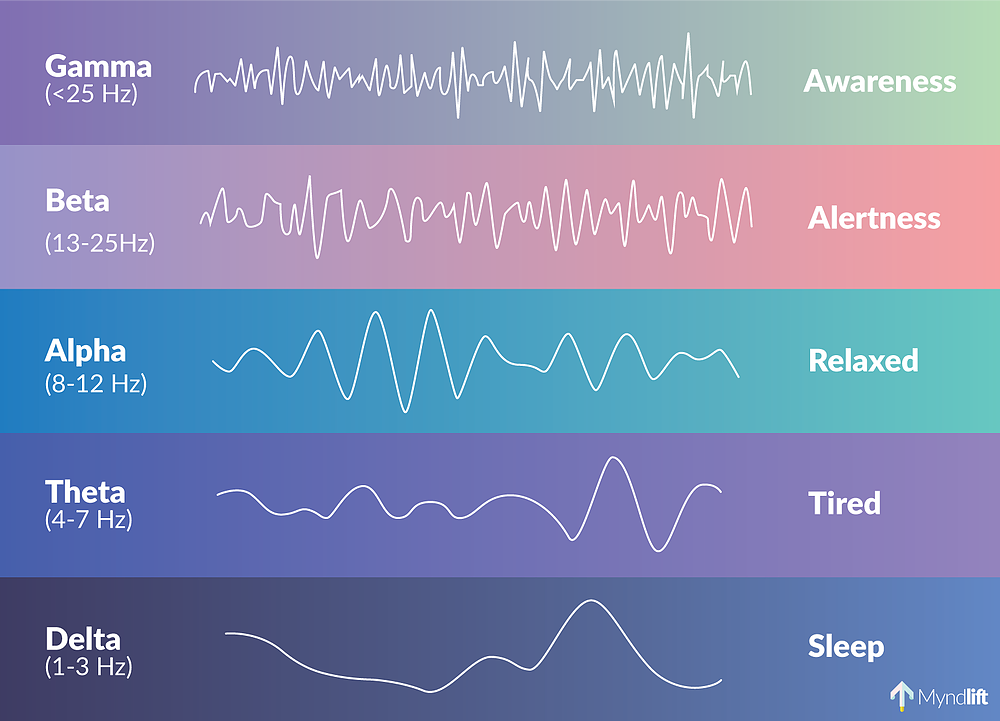 Gamma
(<25 Hz)
Awareness
Beta
(13-25Hz)
Alertness
Alpha
(8-12 Hz)
Relaxed
Theta
(4-7 Hz)
Tired
Delta
(1-3 Hz)
Sleep
Myndlift